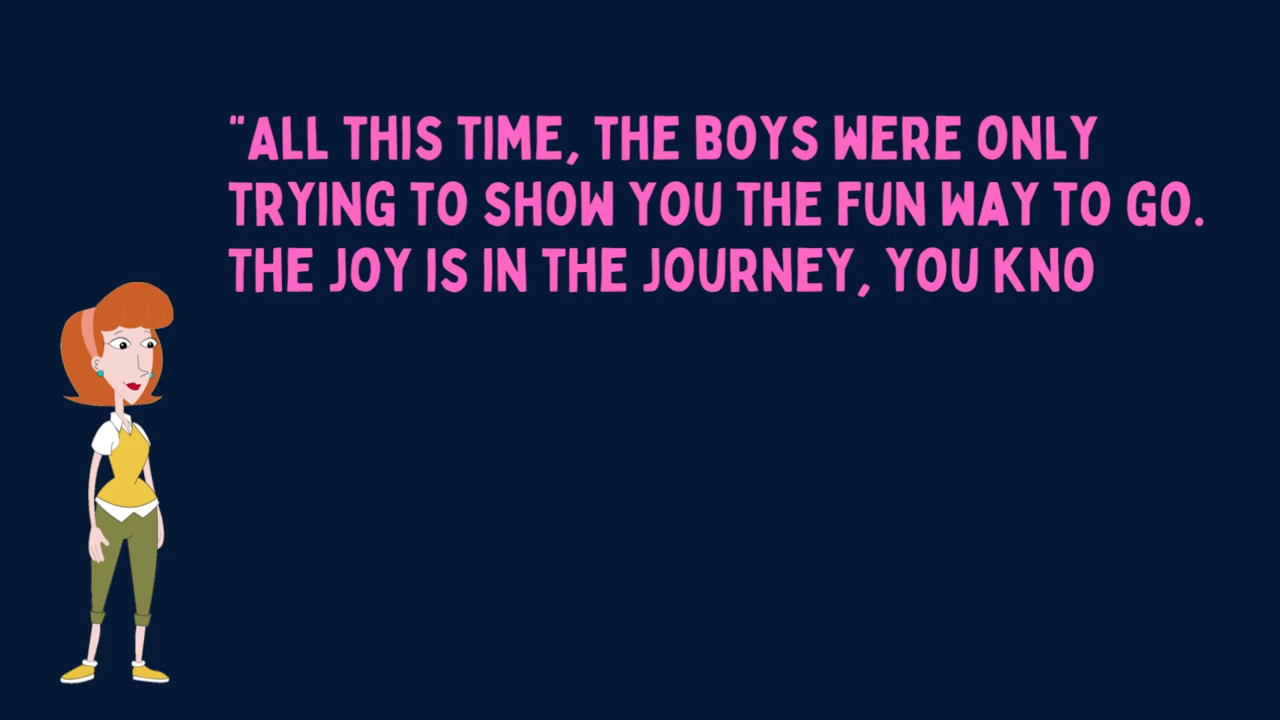 "ALL THIS TIME, THE BOYS WERE ONLY
TRYING TO SHOW YOU THE FUN WAY TO GO.
THE JOY IS IN THE JOURNEY, YOU KNO